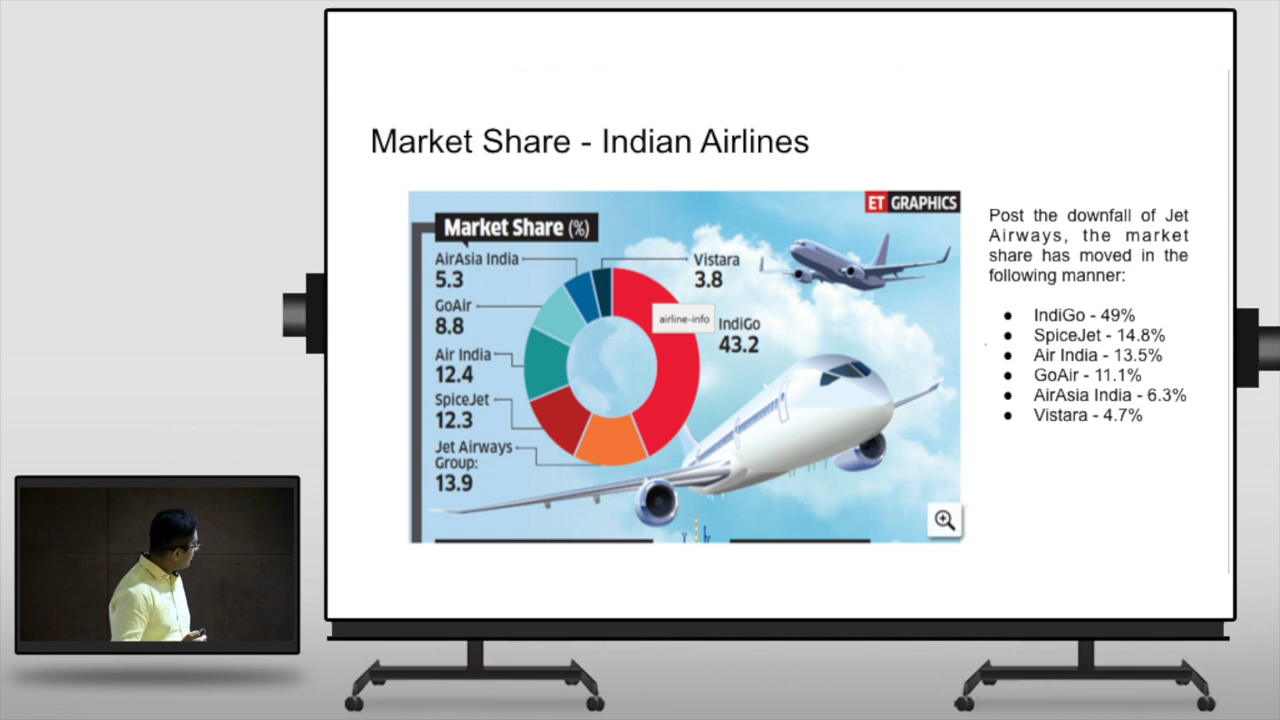 Market Share - Indian Airlines
ET GRAPHICS
Market Share (%)
AirAsia India
5.3
GoAir
8.8
Air India
12.4
SpiceJet
12.3
Jet Airways
Group:
13.9
Vistara
3.8
airline-info
IndiGo
43.2
Post the downfall of Jet
Airways, the market
share has moved in the
following manner:
● IndiGo - 49%
● SpiceJet - 14.8%
● Air India - 13.5%
● GoAir - 11.1%
● AirAsia India - 6.3%
● Vistara - 4.7%